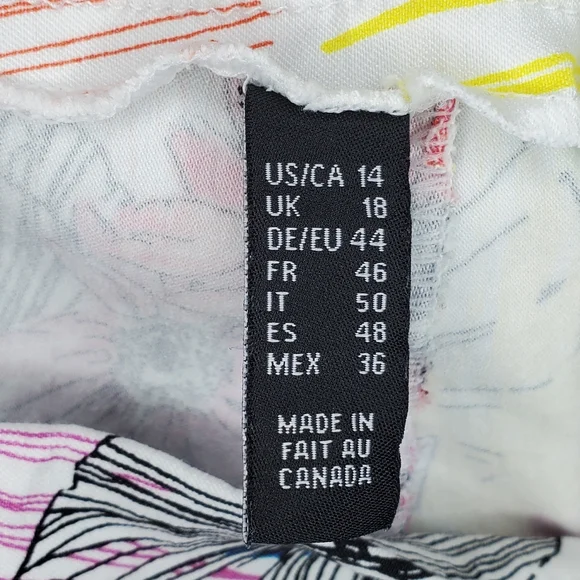 US/CA 14
UK 18
DE/EU 44
FR 46
IT 50
ES 48
MEX 36
MADE IN
FAIT AU
CANADA